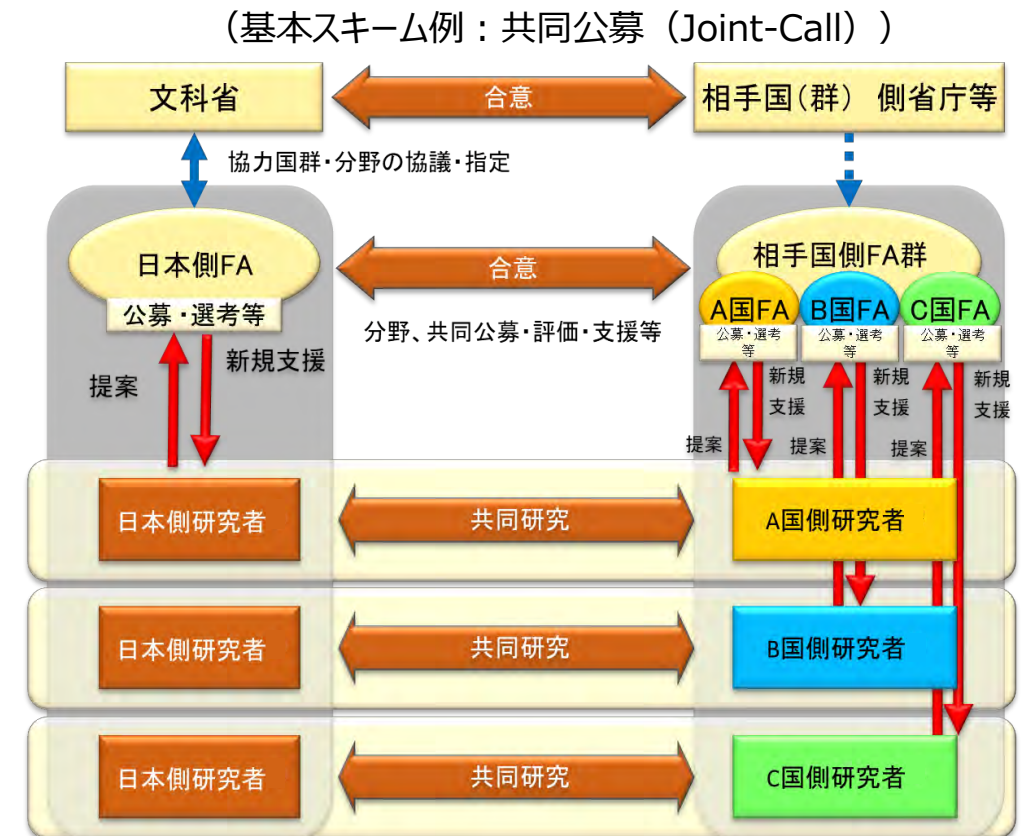 （基本スキーム例：共同公募（Joint-Call））
文科省
合意
相手国（群） 側省庁等
協力国群・分野の協議・指定
日本側FA
公募・選考等
合意
分野、共同公募・評価・支援等
相手国側FA群
A国FA
公募・選考
等
B国FA
公募・選考
等
C国FA
公募・選考
等
提案
新規支援
提案
新規
支援
提案
新規
支援
提案
新規
支援
日本側研究者
共同研究
A国側研究者
日本側研究者
共同研究
B国側研究者
日本側研究者
共同研究
C国側研究者